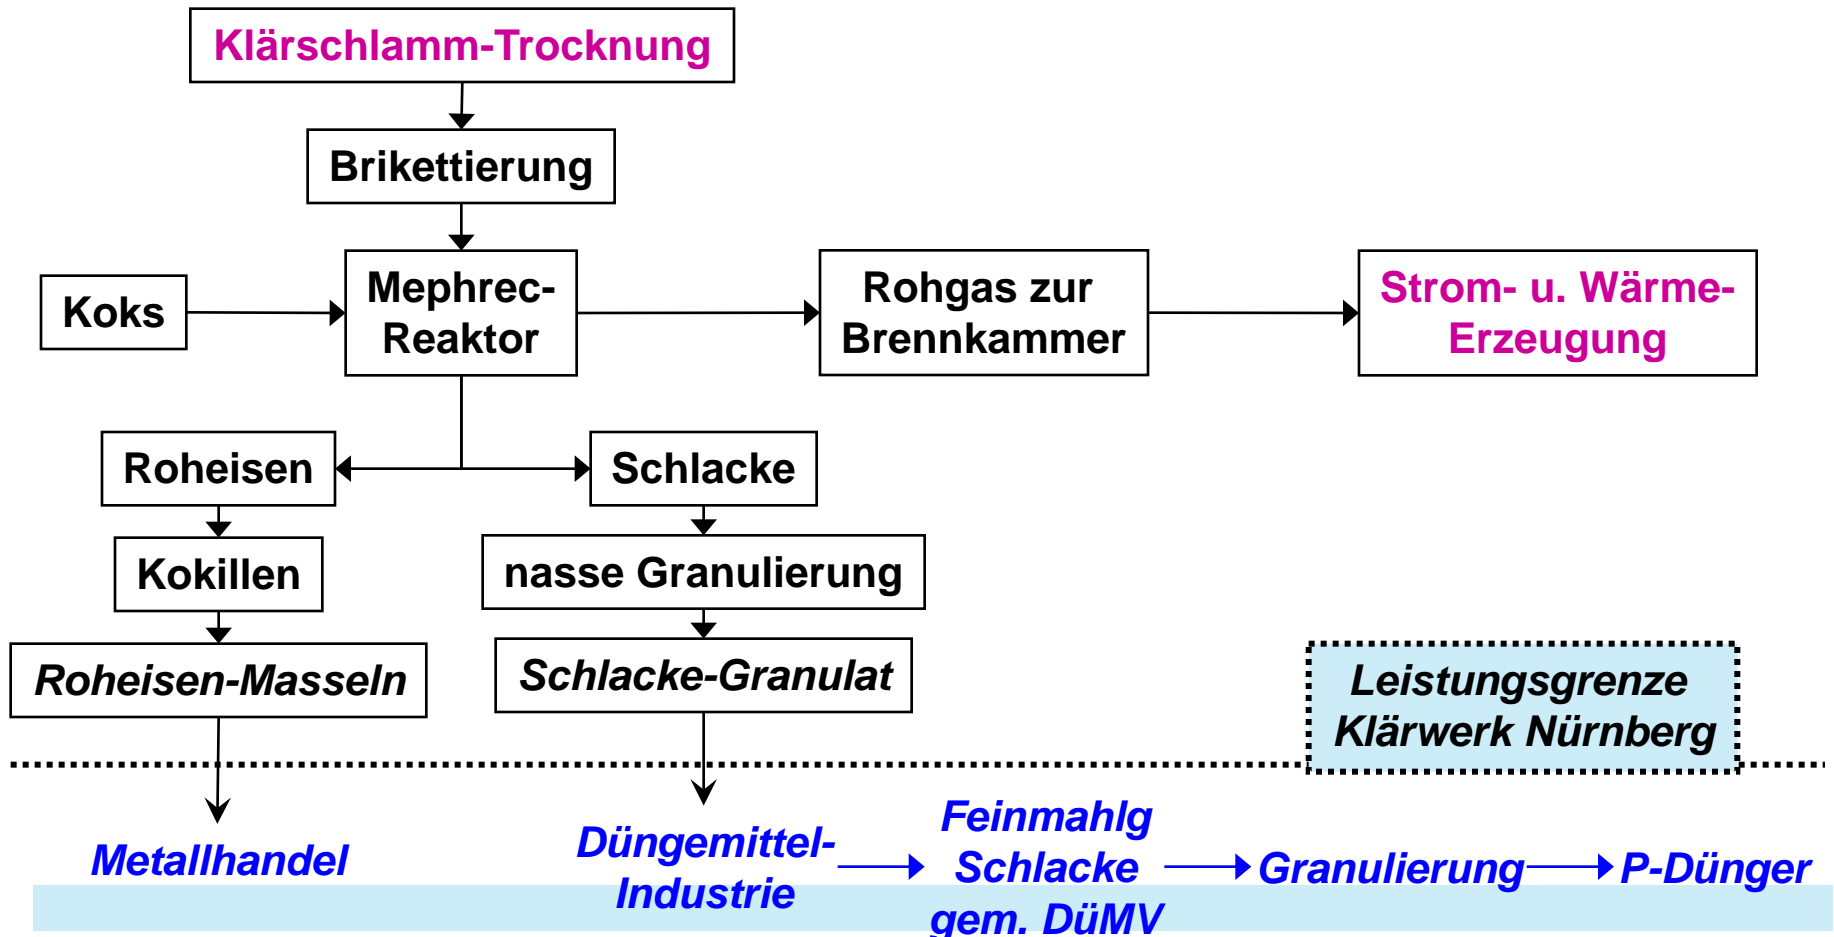 Klärschlamm-Trocknung
Brikettierung
Koks
Mephrec-
Reaktor
Rohgas zur
Brennkammer
Strom- u. Wärme-
Erzeugung
Roheisen
Schlacke
Kokillen
nasse Granulierung
Roheisen-Masseln
Schlacke-Granulat
Leistungsgrenze
Klärwerk Nürnberg
Metallhandel
Düngemittel-
Industrie
Feinmahlg
Schlacke
gem. DüMV
Granulierung
P-Dünger